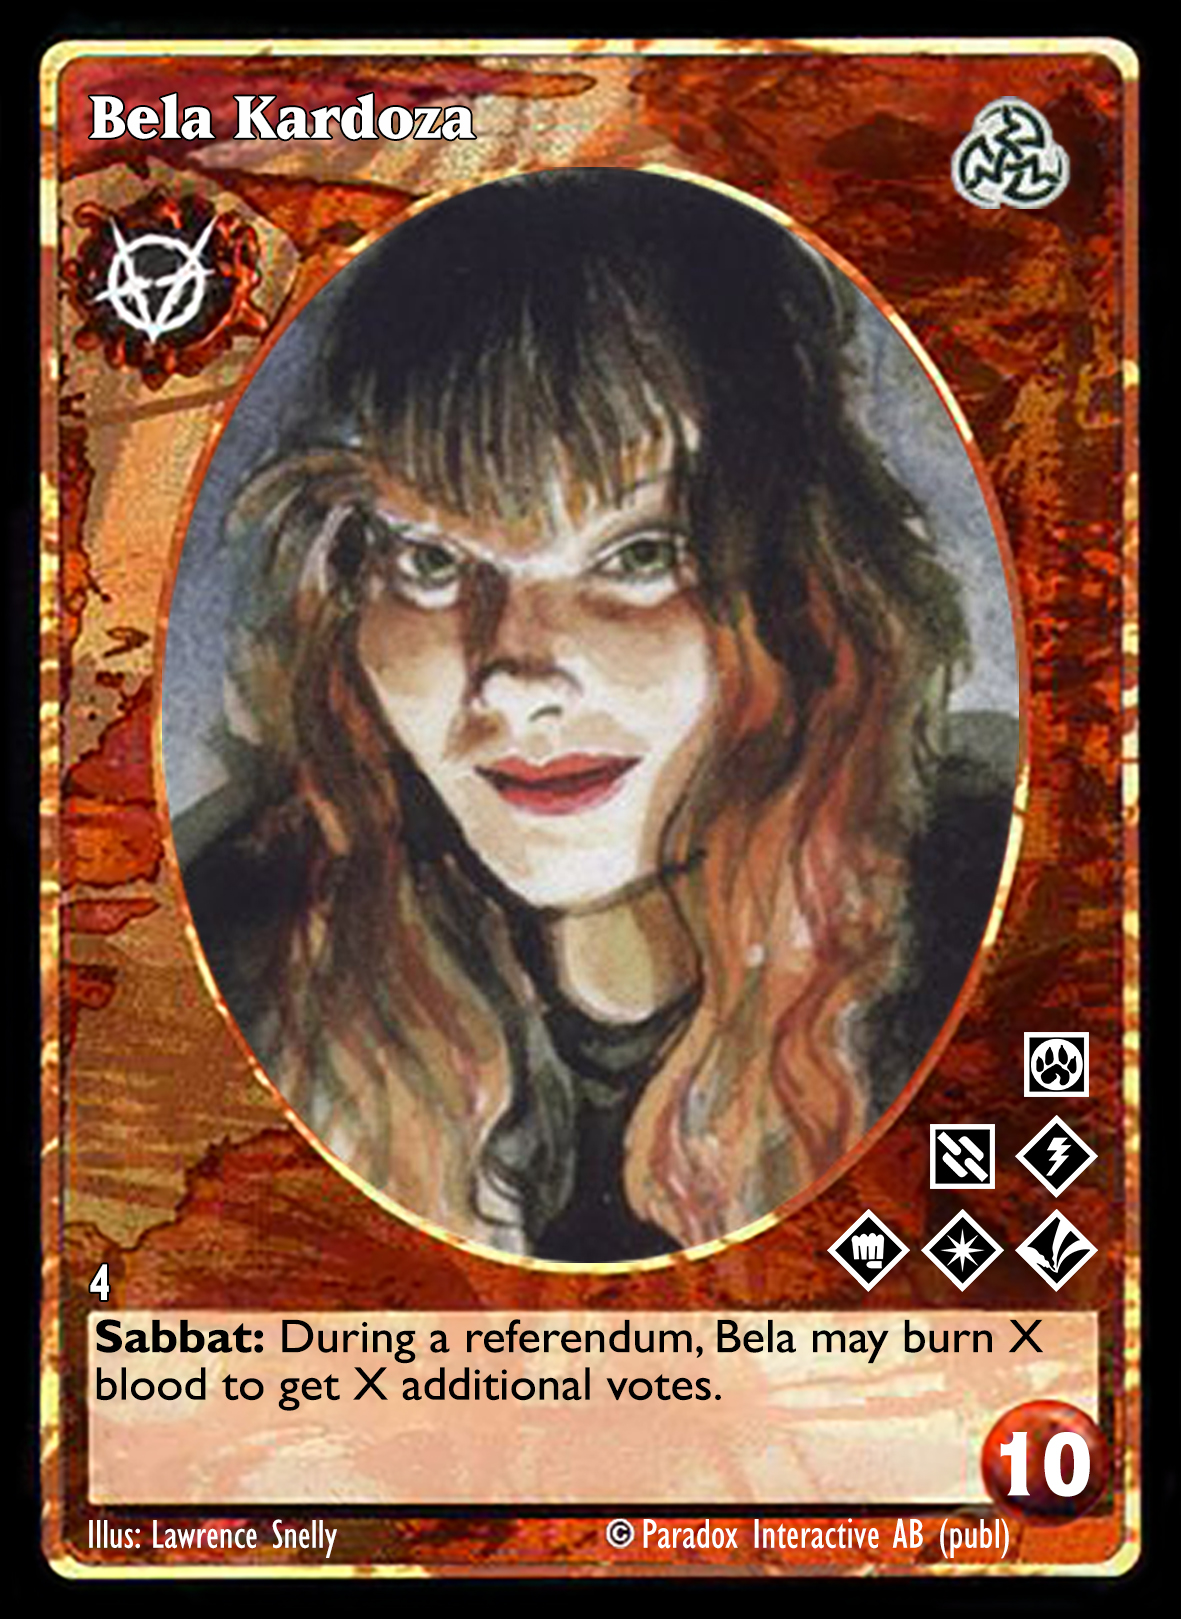 Bela Kardoza
4
Sabbat: During a referendum, Bela may burn X
blood to get X additional votes.
10
Illus: Lawrence Snelly
© Paradox Interactive AB (publ)